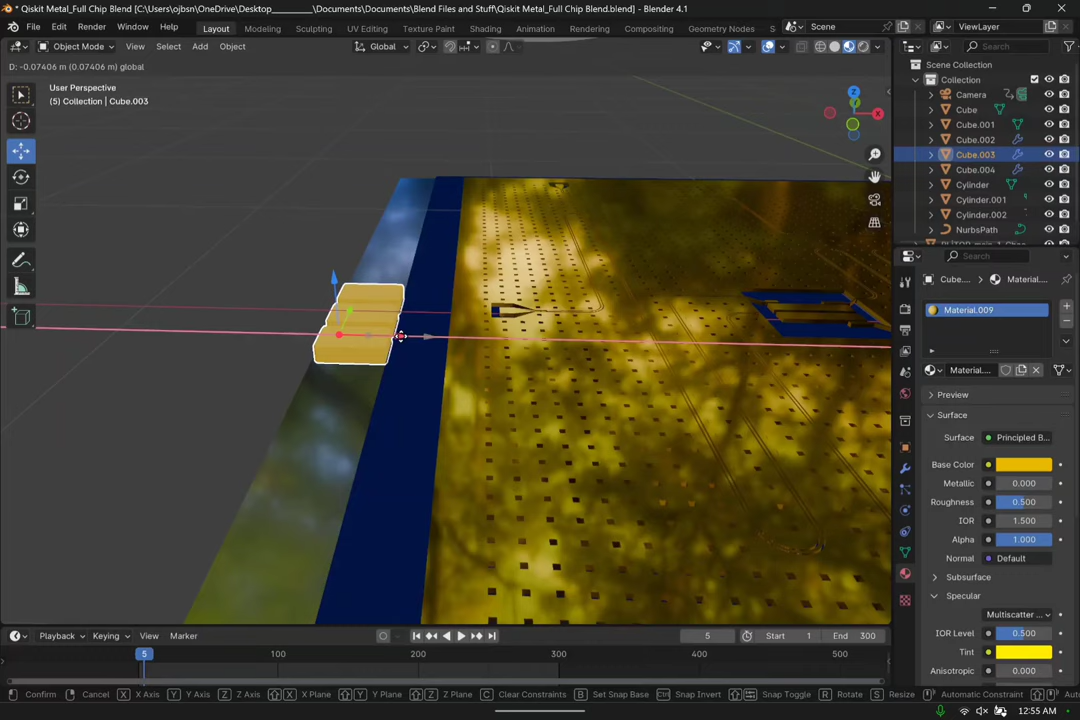 * Qiskit Metal_Full Chip Blend [C:\Users\ojbsn\OneDrive\Desktop_________\Documents\Documents\Blend Files and Stuff\Qiskit Metal_Full Chip Blend.blend] - Blender 4.1
File Edit Render Window Help Layout Modeling Sculpting UV Editing Texture Paint Shading Animation Rendering Compositing Geometry Nodes Scene ViewLayer
Object Mode View Select Add Object Global
D: -0.07406 m (0.07406 m) global
User Perspective
(5) Collection | Cube.003
Z
Y
X
Search
Scene Collection
Collection
Camera
Cube
Cube.001
Cube.002
Cube.003
Cube.004
Cylinder
Cylinder.001
Cylinder.002
NurbsPath
Search
Cube.... Material....
Material.009
Material....
Preview
Surface
Surface Principled B...
Base Color
Metallic 0.000
Roughness 0.500
IOR 1.500
Alpha 1.000
Normal Default
Subsurface
Specular
Multiscatter ...
IOR Level 0.500
Tint
Anisotropic 0.000
Playback Keying View Marker 5 Start 1 End 300
5 100 200 300 400 500
Confirm Cancel X X Axis Y Y Axis Z Z Axis X X Plane Y Y Plane Z Z Plane C Clear Constraints B Set Snap Base Ctrl Snap Invert Snap Toggle R Rotate S Resize Automatic Constraint
12:55 AM